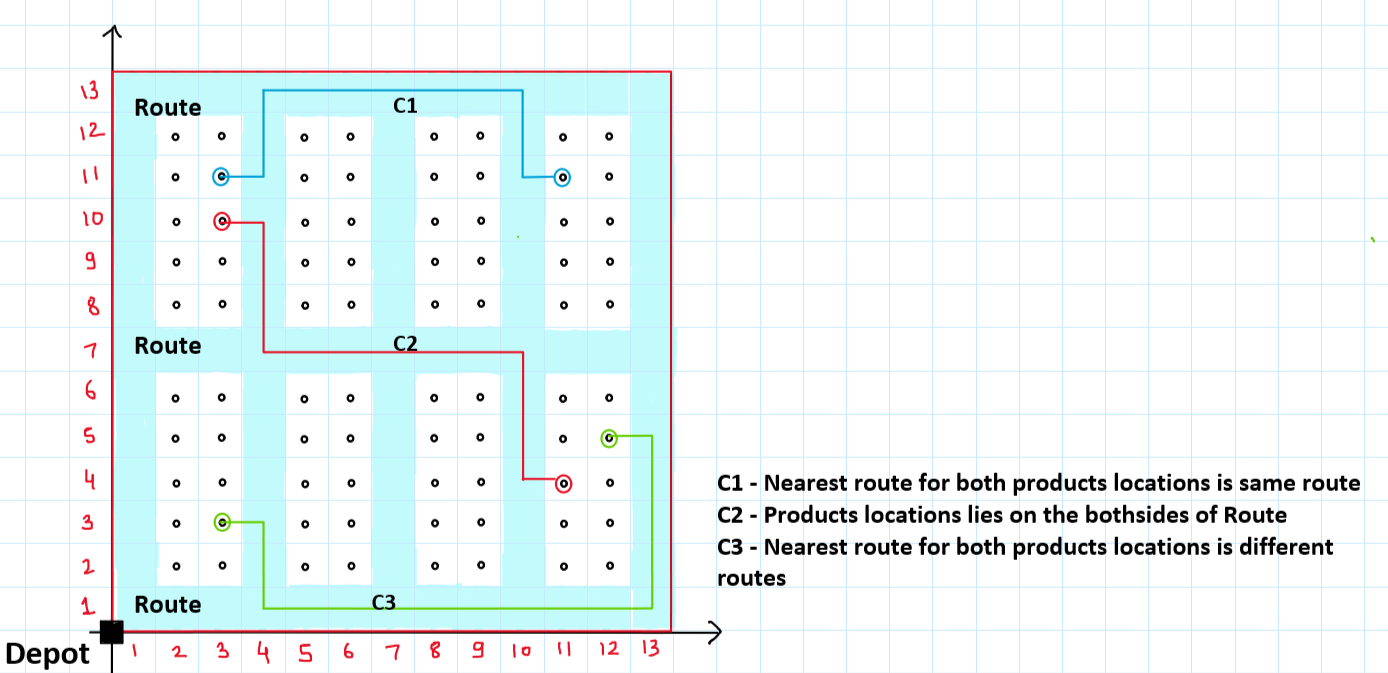 13
Route
C1
12
11
10
9
8
7
Route
C2
6
5
4
3
2
1
Route
C3
Depot
1 2 3 4 5 6 7 8 9 10 11 12 13
C1 - Nearest route for both products locations is same route
C2 - Products locations lies on the bothsides of Route
C3 - Nearest route for both products locations is different
routes